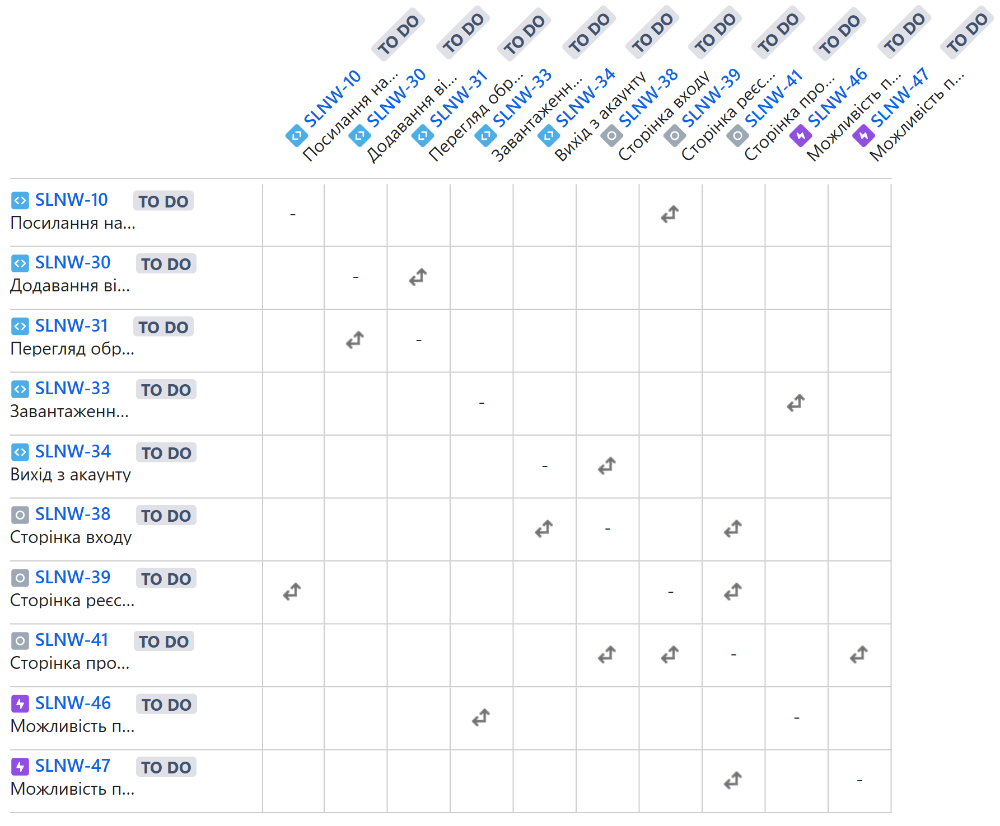 SLNW-10 TO DO
Посилання на...
SLNW-30 TO DO
Додавання ві...
SLNW-31 TO DO
Перегляд обр...
SLNW-33 TO DO
Завантаженн...
SLNW-34 TO DO
Вихід з акаунту
SLNW-38 TO DO
Сторінка входу
SLNW-39 TO DO
Сторінка реєс...
SLNW-41 TO DO
Сторінка про...
SLNW-46 TO DO
Можливість п...
SLNW-47 TO DO
Можливість п...
SLNW-10 TO DO
Посилання на...
-
SLNW-30 TO DO
Додавання ві...
-
SLNW-31 TO DO
Перегляд обр...
-
SLNW-33 TO DO
Завантаженн...
-
SLNW-34 TO DO
Вихід з акаунту
-
SLNW-38 TO DO
Сторінка входу
-
SLNW-39 TO DO
Сторінка реєс...
-
SLNW-41 TO DO
Сторінка про...
-
SLNW-46 TO DO
Можливість п...
-
SLNW-47 TO DO
Можливість п...
-